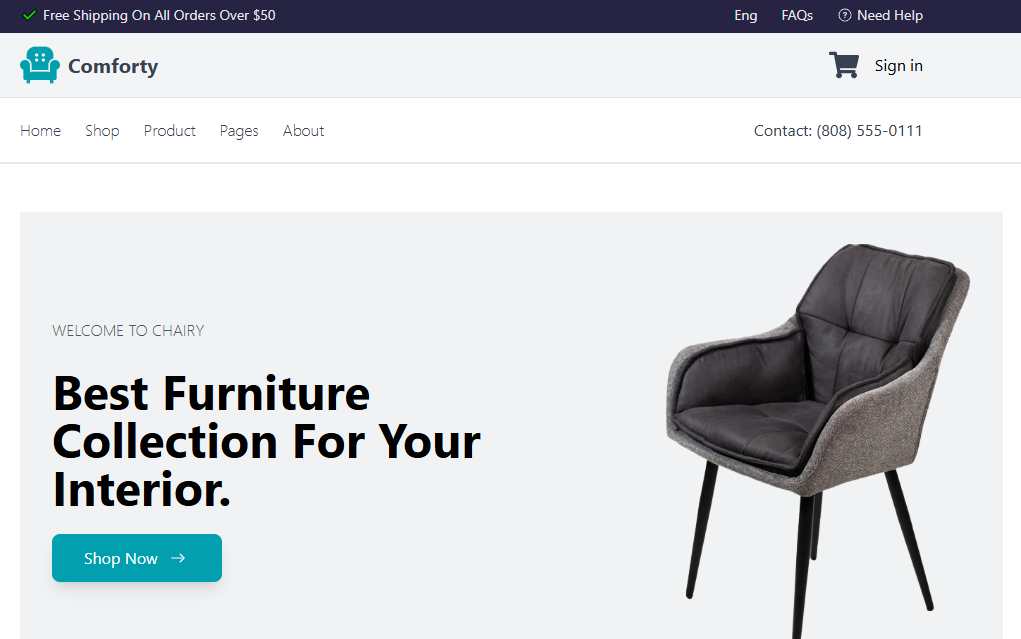 Free Shipping On All Orders Over $50
Eng FAQs Need Help
Comforty
Sign in
Home Shop Product Pages About
Contact: (808) 555-0111
WELCOME TO CHAIRY
Best Furniture
Collection For Your
Interior.
Shop Now